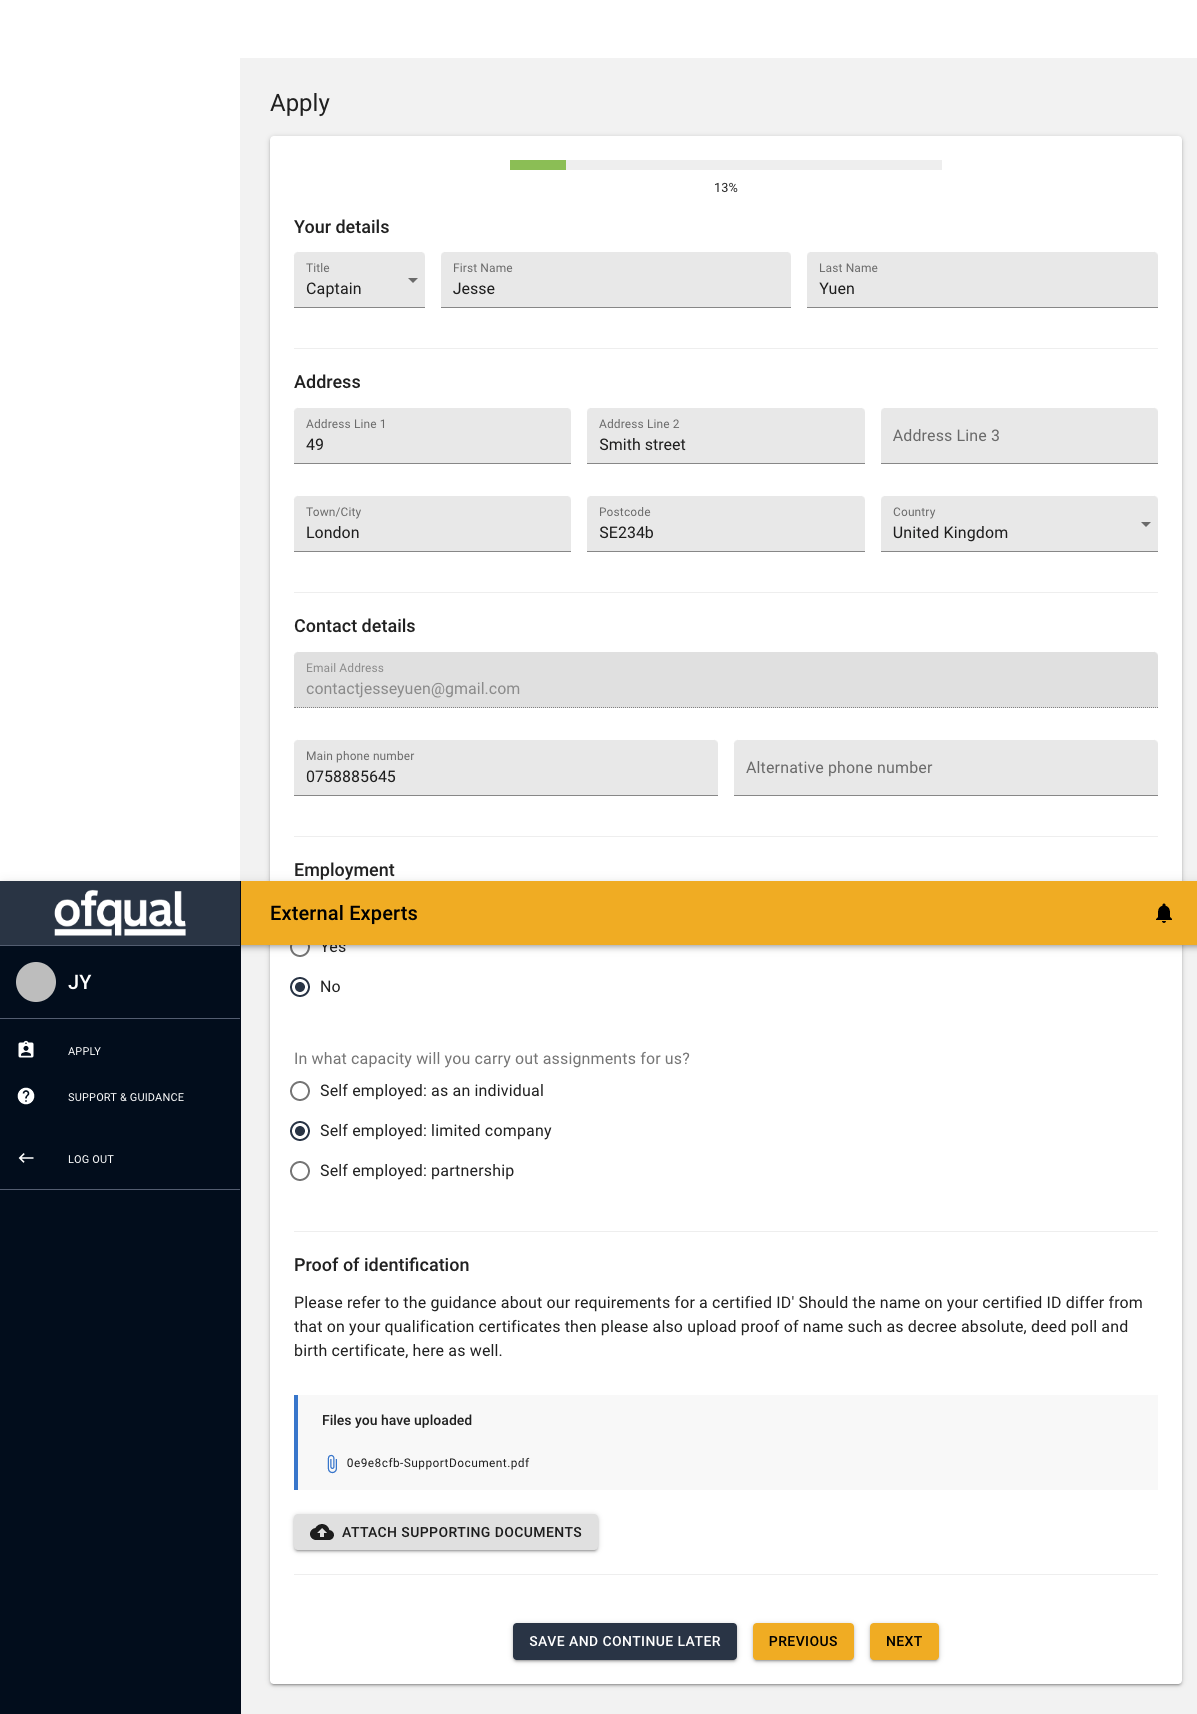 Apply
13%
Your details
Title
Captain
First Name
Jesse
Last Name
Yuen
Address
Address Line 1
49
Address Line 2
Smith street
Address Line 3
Town/City
London
Postcode
SE234b
Country
United Kingdom
Contact details
Email Address
contactjesseyuen@gmail.com
Main phone number
0758885645
Alternative phone number
Employment
ofqual
External Experts
JY
APPLY
SUPPORT & GUIDANCE
LOG OUT
Yes
No
In what capacity will you carry out assignments for us?
Self employed: as an individual
Self employed: limited company
Self employed: partnership
Proof of identification
Please refer to the guidance about our requirements for a certified ID' Should the name on your certified ID differ from
that on your qualification certificates then please also upload proof of name such as decree absolute, deed poll and
birth certificate, here as well.
Files you have uploaded
0e9e8cfb-SupportDocument.pdf
ATTACH SUPPORTING DOCUMENTS
SAVE AND CONTINUE LATER
PREVIOUS
NEXT